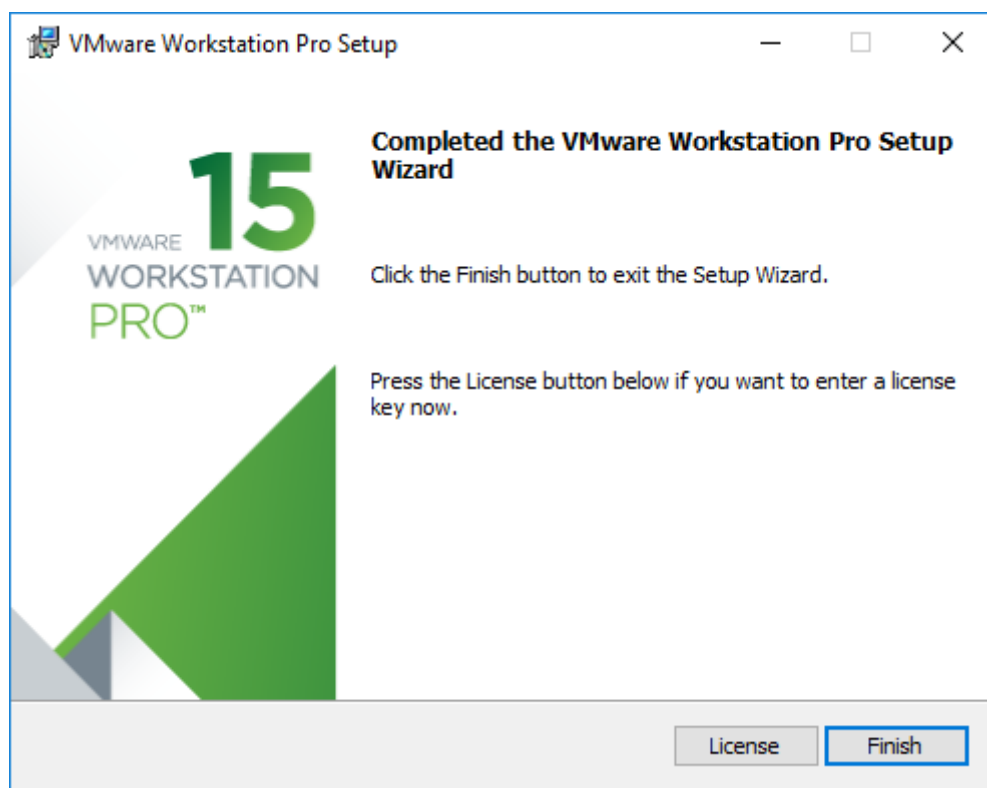 VMware Workstation Pro Setup
Completed the VMware Workstation Pro Setup
Wizard
15
VMWARE
WORKSTATION
PRO™
Click the Finish button to exit the Setup Wizard.
Press the License button below if you want to enter a license
key now.
License
Finish